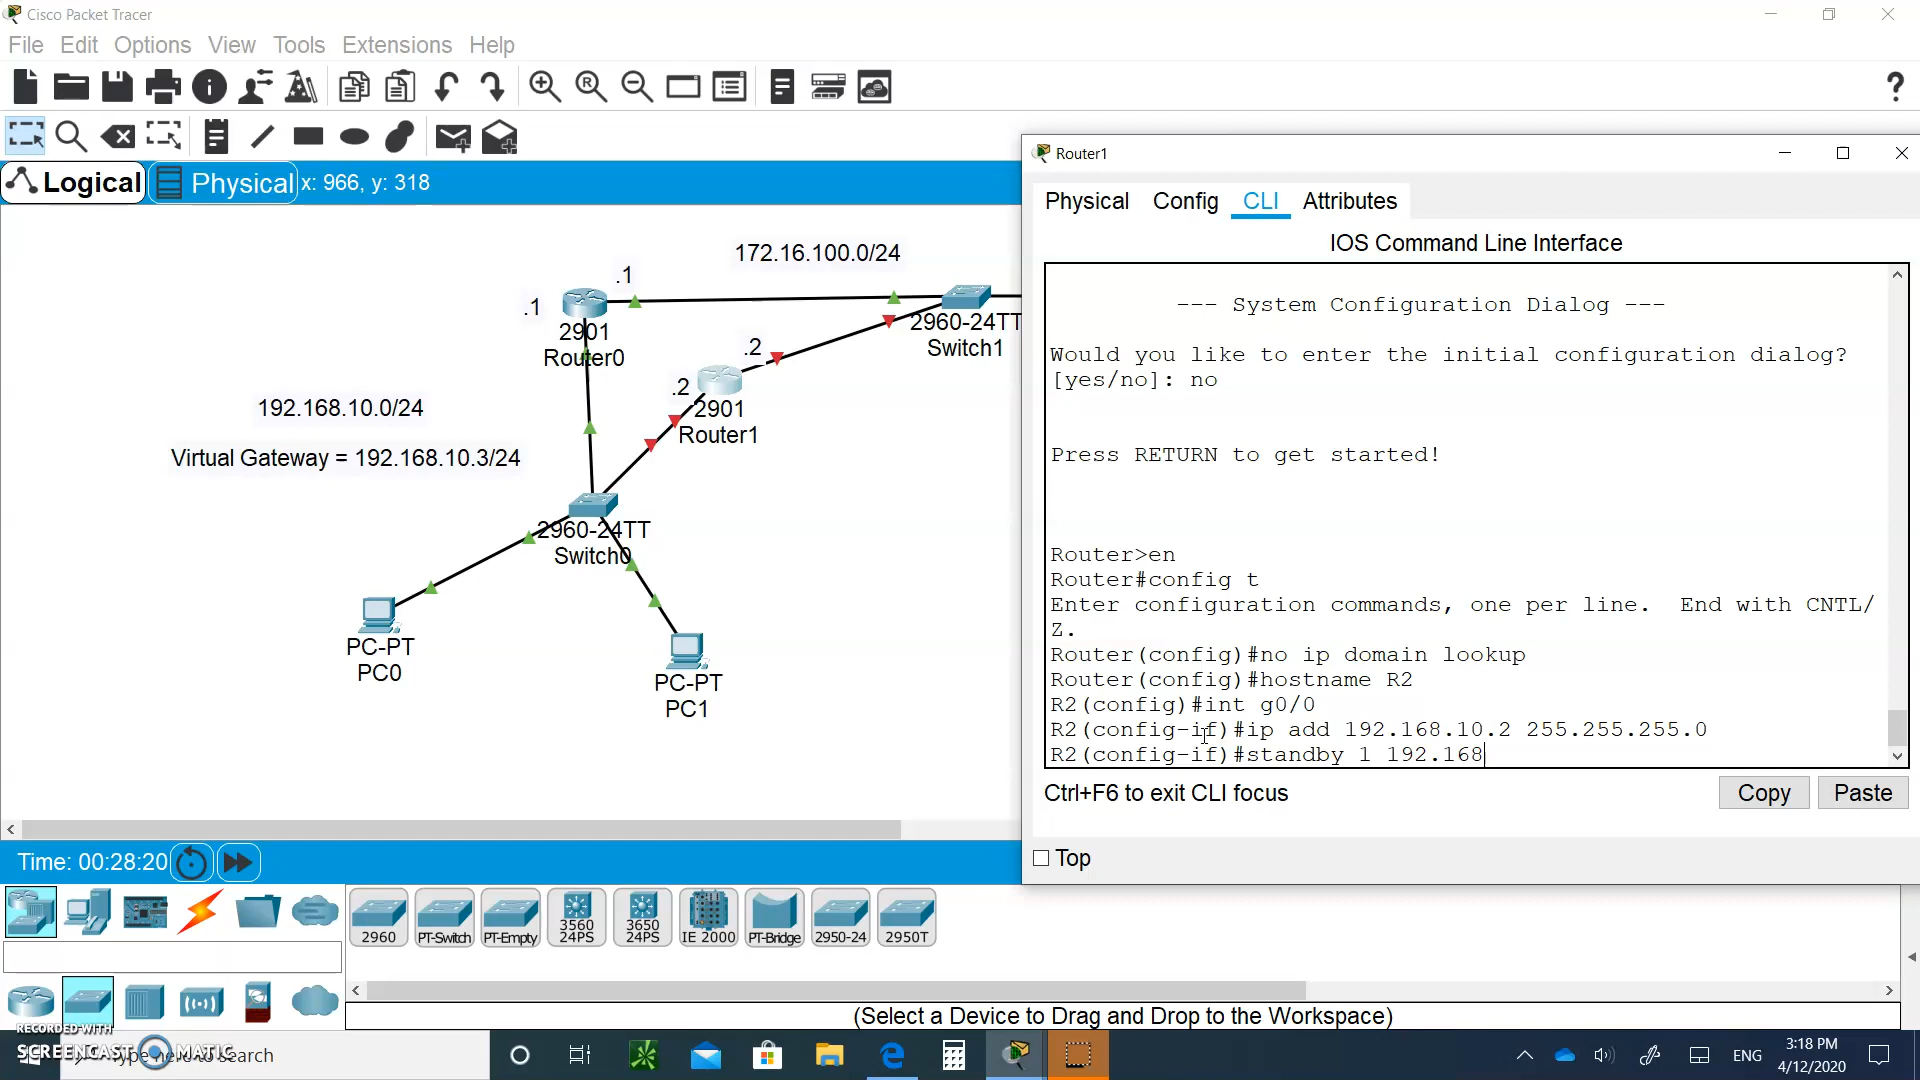 Cisco Packet Tracer
File Edit Options View Tools Extensions Help
Logical Physical x: 966, y: 318
172.16.100.0/24
.1
.1
2901
Router0
2960-24TT
Switch1
.2
.2
2901
Router1
192.168.10.0/24
Virtual Gateway = 192.168.10.3/24
2960-24TT
Switch0
PC-PT
PC0
PC-PT
PC1
Router1
Physical Config CLI Attributes
IOS Command Line Interface
--- System Configuration Dialog ---
Would you like to enter the initial configuration dialog?
[yes/no]: no
Press RETURN to get started!
Router>en
Router#config t
Enter configuration commands, one per line. End with CNTL/
Z.
Router(config)#no ip domain lookup
Router(config)#hostname R2
R2(config)#int g0/0
R2(config-if)#ip add 192.168.10.2 255.255.255.0
R2(config-if)#standby 1 192.168
Ctrl+F6 to exit CLI focus
Copy Paste
Top
Time: 00:28:20
2960
PT-Switch
PT-Empty
3560
24PS
3650
24PS
IE 2000
PT-Bridge
2950-24
2950T
(Select a Device to Drag and Drop to the Workspace)
RECORDED WITH
SCREENCAST MATIC
Type here to search
ENG
3:18 PM
4/12/2020